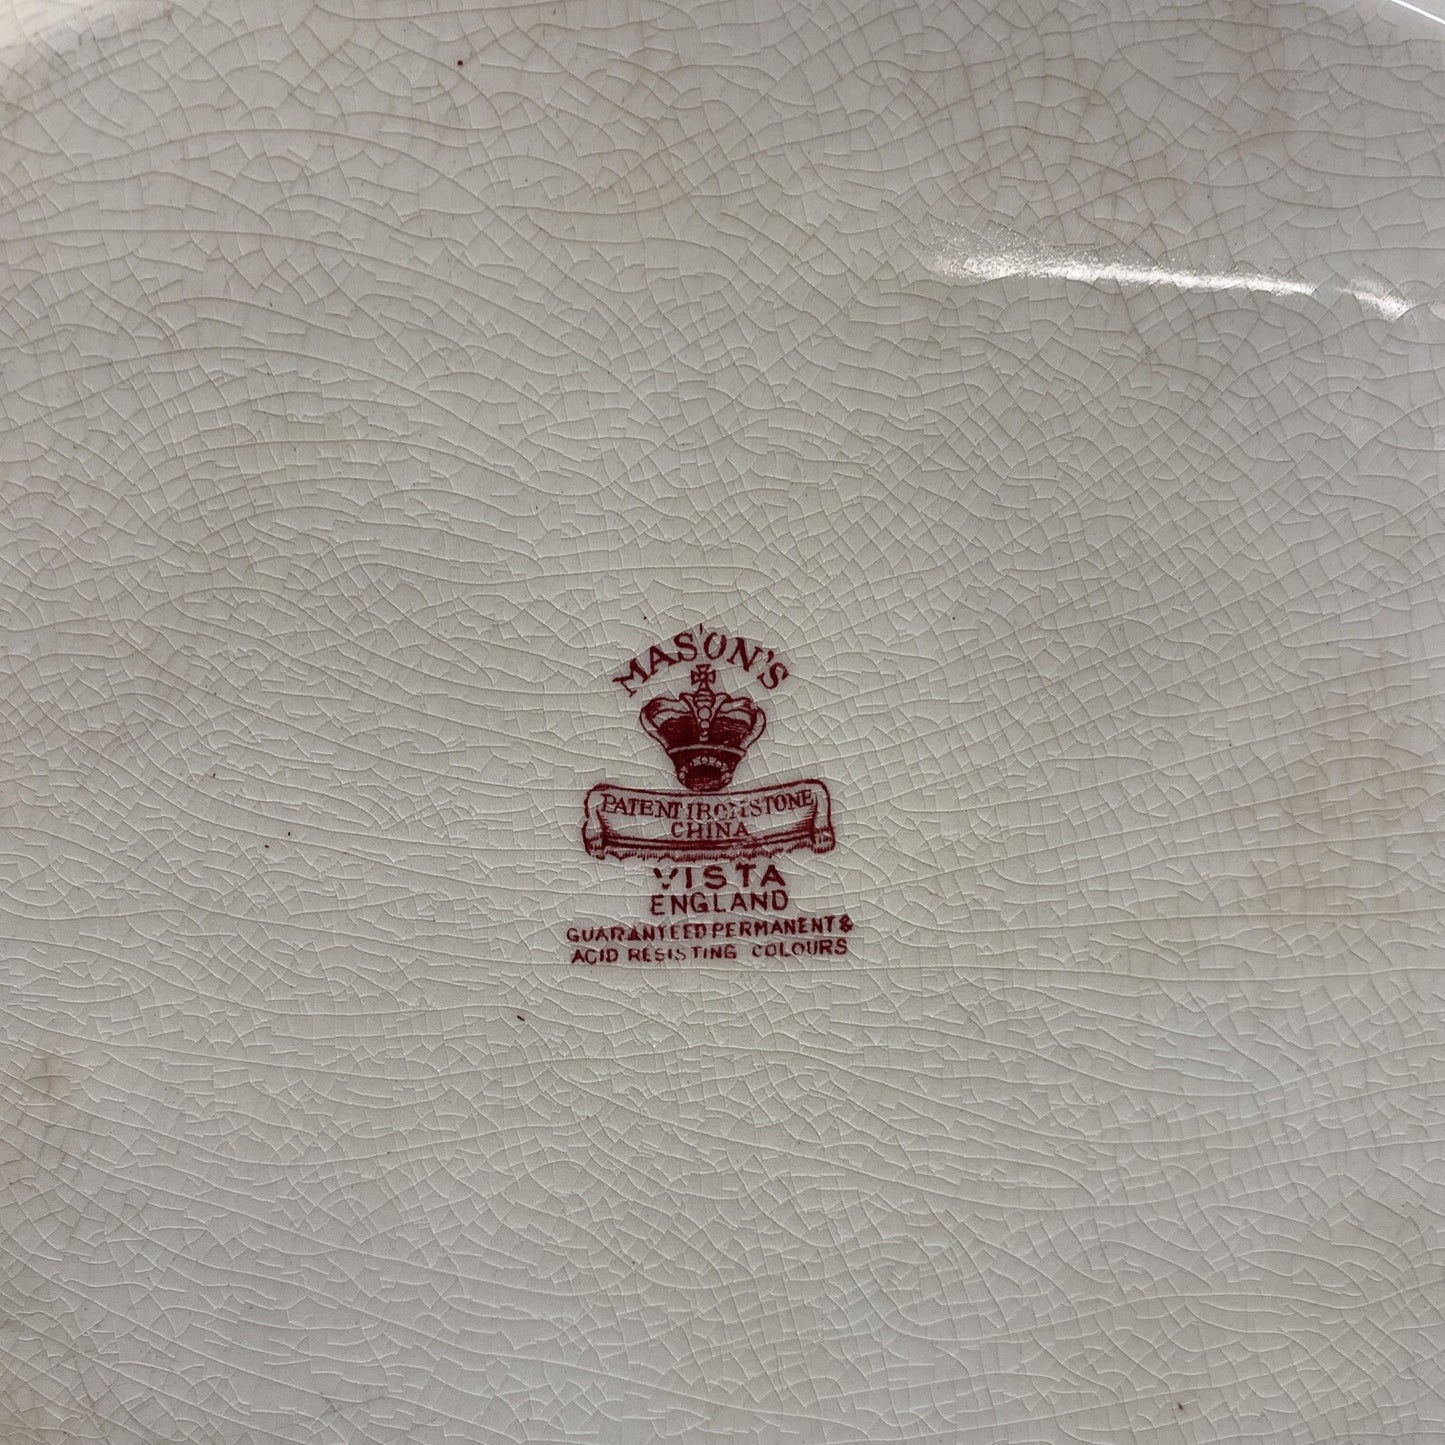 MASON'S
PATENT IRONSTONE
CHINA
VISTA
ENGLAND
GUARANTEED PERMANENT &
ACID RESISTING COLOURS